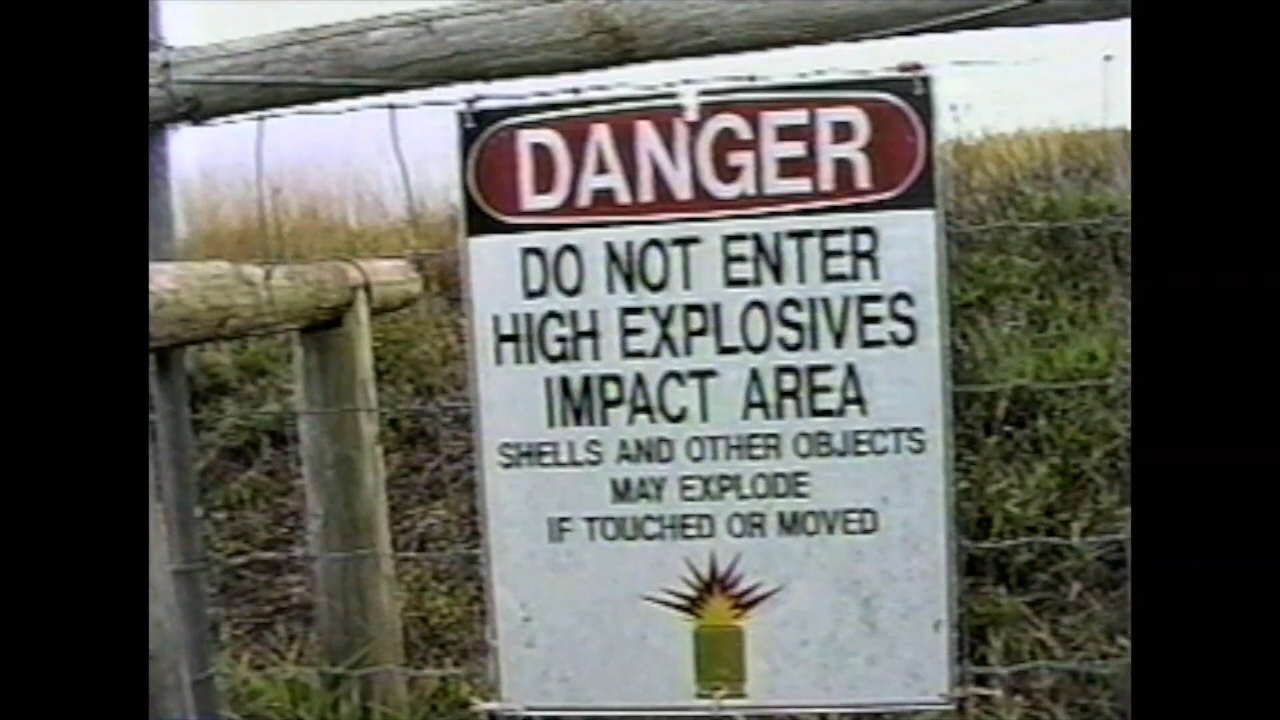 DANGER
DO NOT ENTER
HIGH EXPLOSIVES
IMPACT AREA
SHELLS AND OTHER OBJECTS
MAY EXPLODE
IF TOUCHED OR MOVED